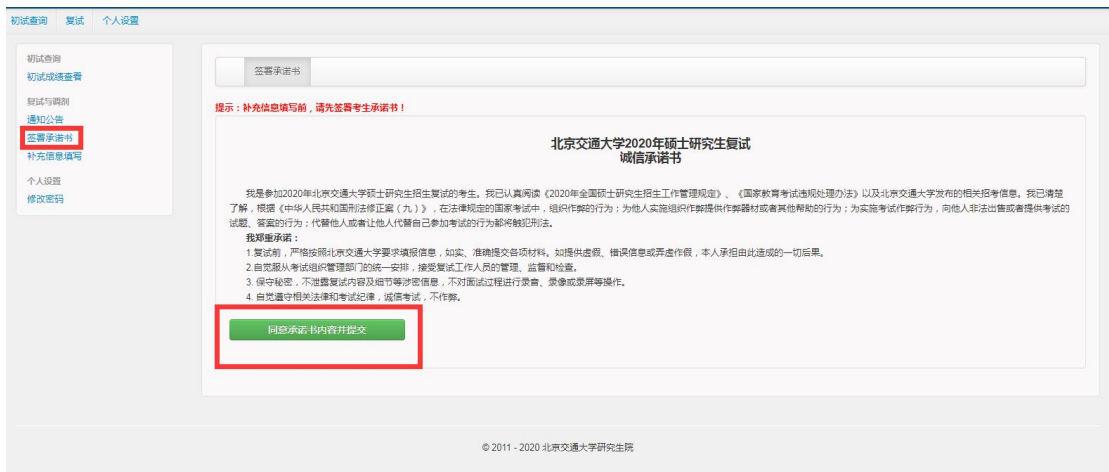 初试查询 复试 个人设置
初试查询
初试成绩查看
复试与调剂
通知公告
签署承诺书
补充信息填写
个人设置
修改密码
签署承诺书
提示：补充信息填写前，请先签署考生承诺书！
北京交通大学2020年硕士研究生复试
诚信承诺书
我是参加2020年北京交通大学硕士研究生招生复试的考生。我已认真阅读《2020年全国硕士研究生招生工作管理规定》、《国家教育考试违规处理办法》以及北京交通大学发布的相关招考信息。我已清楚
了解，根据《中华人民共和国刑法修正案（九）》，在法律规定的国家考试中，组织作弊的行为；为他人实施组织作弊提供作弊器材或者其他帮助的行为；为实施考试作弊行为，向他人非法出售或者提供考试的
试题、答案的行为；代替他人或者让他人代替自己参加考试的行为都将触犯刑法。
我郑重承诺：
1.复试前，严格按照北京交通大学要求填报信息，如实、准确提交各项材料。如提供虚假、错误信息或弄虚作假，本人承担由此造成的一切后果。
2.自觉服从考试组织管理部门的统一安排，接受复试工作人员的管理、监督和检查。
3. 保守秘密，不泄露复试内容及细节等涉密信息，不对面试过程进行录音、录像或录屏等操作。
4. 自觉遵守相关法律和考试纪律，诚信考试，不作弊。
同意承诺书内容并提交
© 2011 - 2020 北京交通大学研究生院